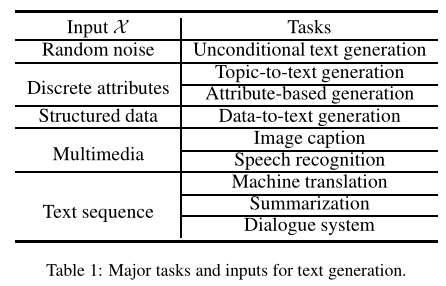 Input 𝒳 Tasks
Random noise Unconditional text generation
Discrete attributes Topic-to-text generation
Attribute-based generation
Structured data Data-to-text generation
Multimedia Image caption
Speech recognition
Text sequence Machine translation
Summarization
Dialogue system
Table 1: Major tasks and inputs for text generation.